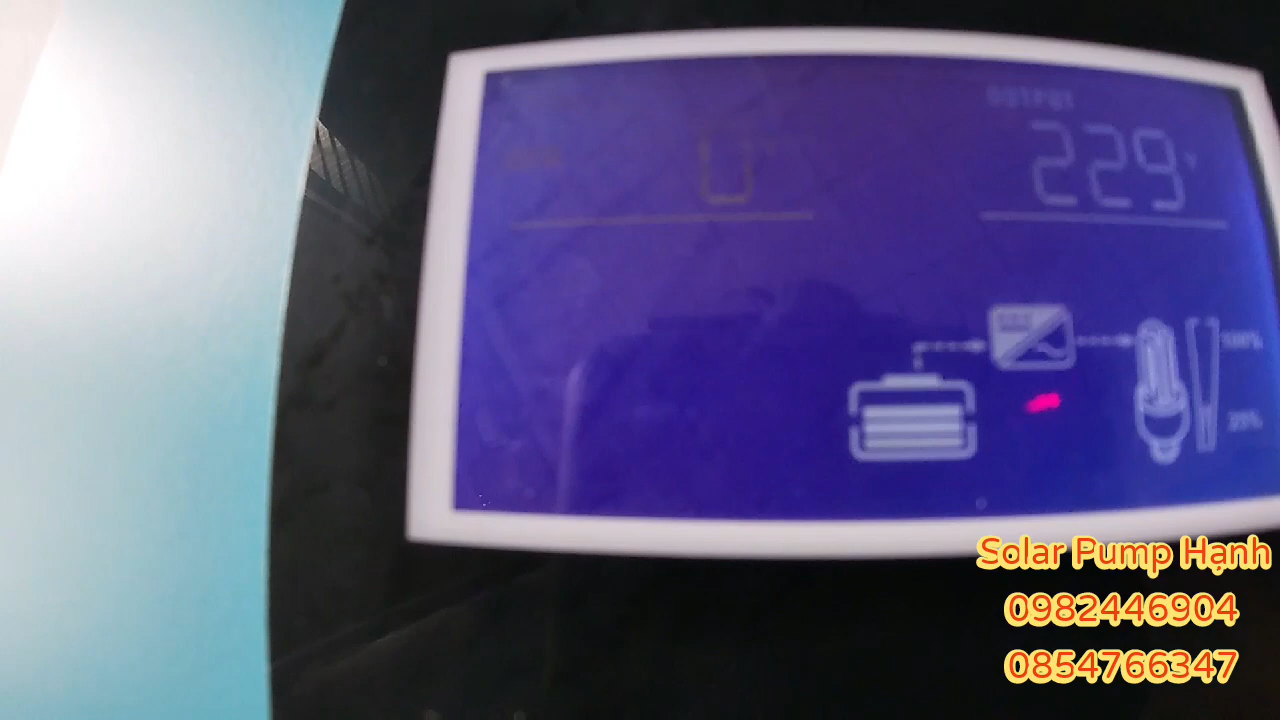 OUTPUT
229 V
100%
25%
Solar Pump Hạnh
0982446904
0854766347